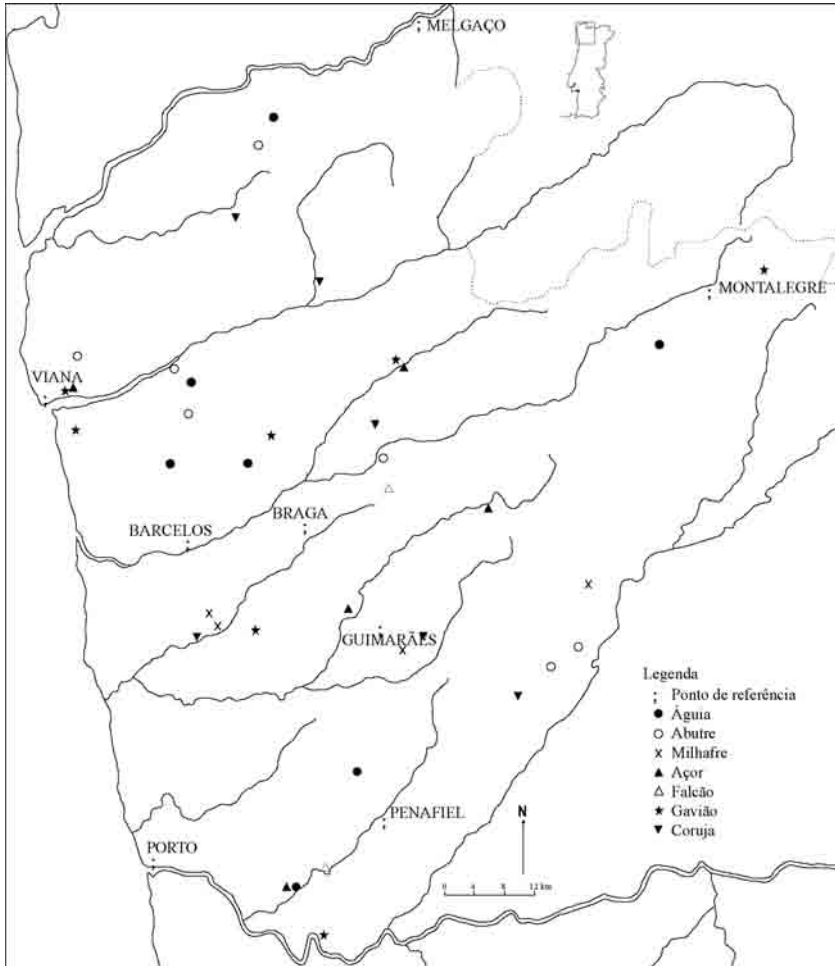 MELGAÇO
MONTALEGRE
VIANA
BRAGA
BARCELOS
GUIMARÃES
Legenda
Ponto de referência
Águia
Abutre
Milhafre
Açor
Falcão
Gavião
Coruja
PENAFIEL
N
PORTO
0 4 8 12 km